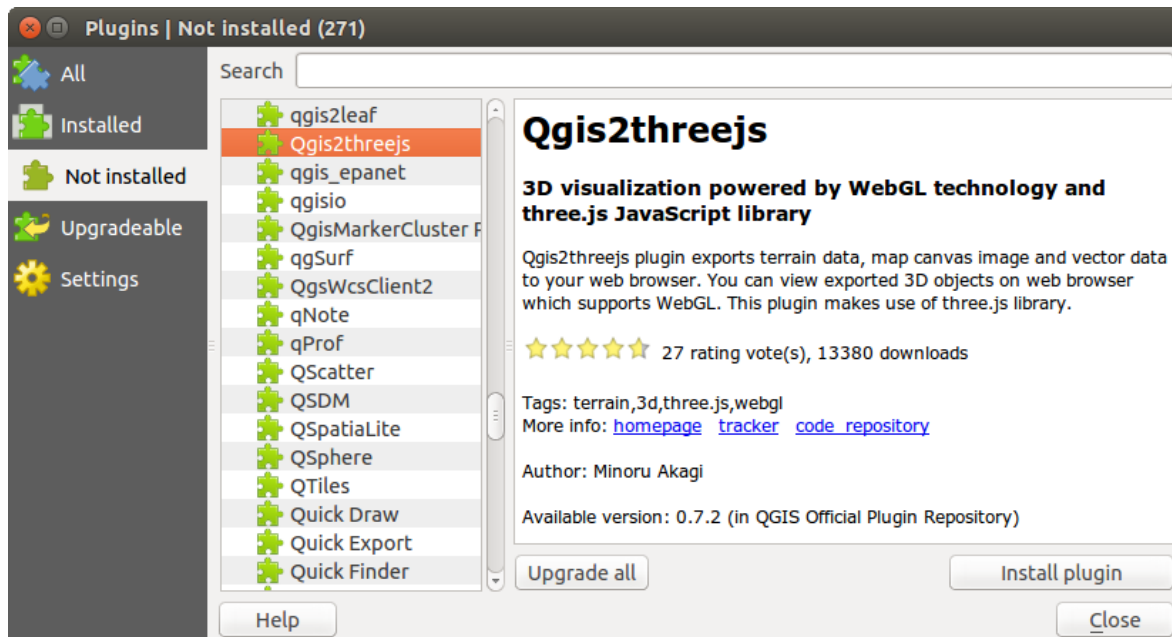 Plugins | Not installed (271)
All
Installed
Not installed
Upgradeable
Settings
Search
qgis2leaf
Qgis2threejs
qgis_epanet
qgisio
QgisMarkerCluster
qgSurf
QgsWcsClient2
qNote
qProf
QScatter
QSDM
QSpatiaLite
QSphere
QTiles
Quick Draw
Quick Export
Quick Finder
Qgis2threejs
3D visualization powered by WebGL technology and
three.js JavaScript library
Qgis2threejs plugin exports terrain data, map canvas image and vector data
to your web browser. You can view exported 3D objects on web browser
which supports WebGL. This plugin makes use of three.js library.
27 rating vote(s), 13380 downloads
Tags: terrain,3d,three.js,webgl
More info: homepage tracker code repository
Author: Minoru Akagi
Available version: 0.7.2 (in QGIS Official Plugin Repository)
Upgrade all
Install plugin
Help
Close